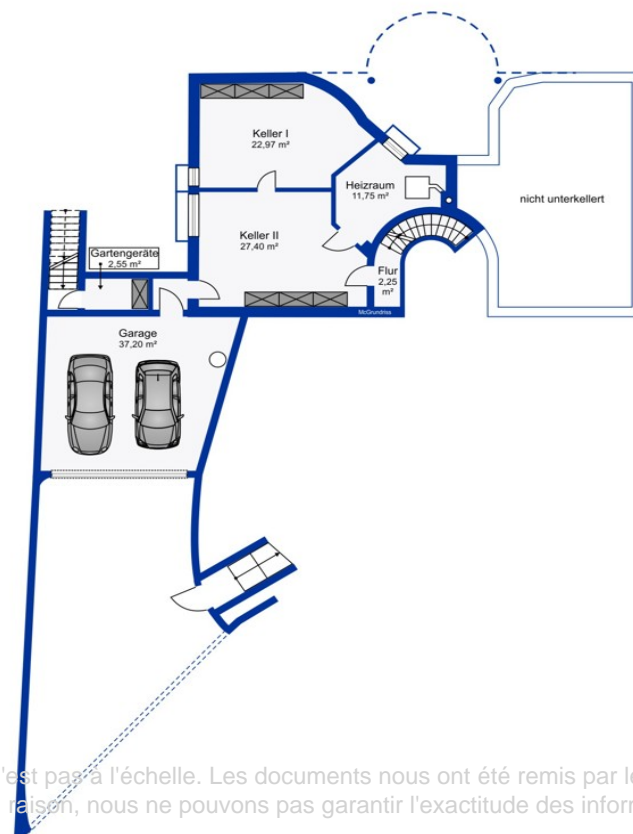 Keller I
22,97 m²
Heizraum
11,75 m²
nicht unterkellert
Keller II
27,40 m²
Gartengeräte
2,55 m²
Flur
2,25
m²
McGrundriss
Garage
37,20 m²
'est pas à l'échelle. Les documents nous ont été remis par le
raison, nous ne pouvons pas garantir l'exactitude des infor